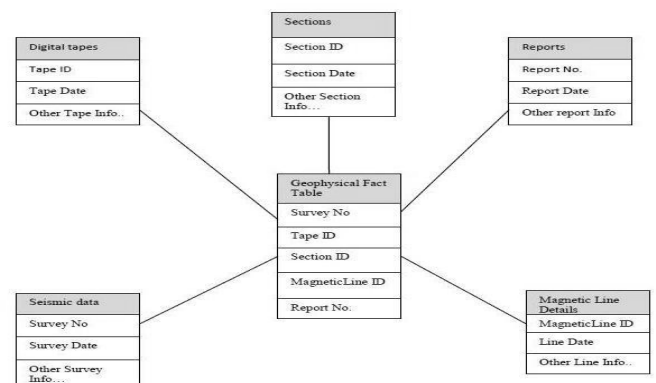 Sections
Section ID
Section Date
Other Section
Info...
Digital tapes
Tape ID
Tape Date
Other Tape Info..
Reports
Report No.
Report Date
Other report Info
Geophysical Fact
Table
Survey No
Tape ID
Section ID
MagneticLine ID
Report No.
Seismic data
Survey No
Survey Date
Other Survey
Info...
Magnetic Line
Details
MagneticLine ID
Line Date
Other Line Info..